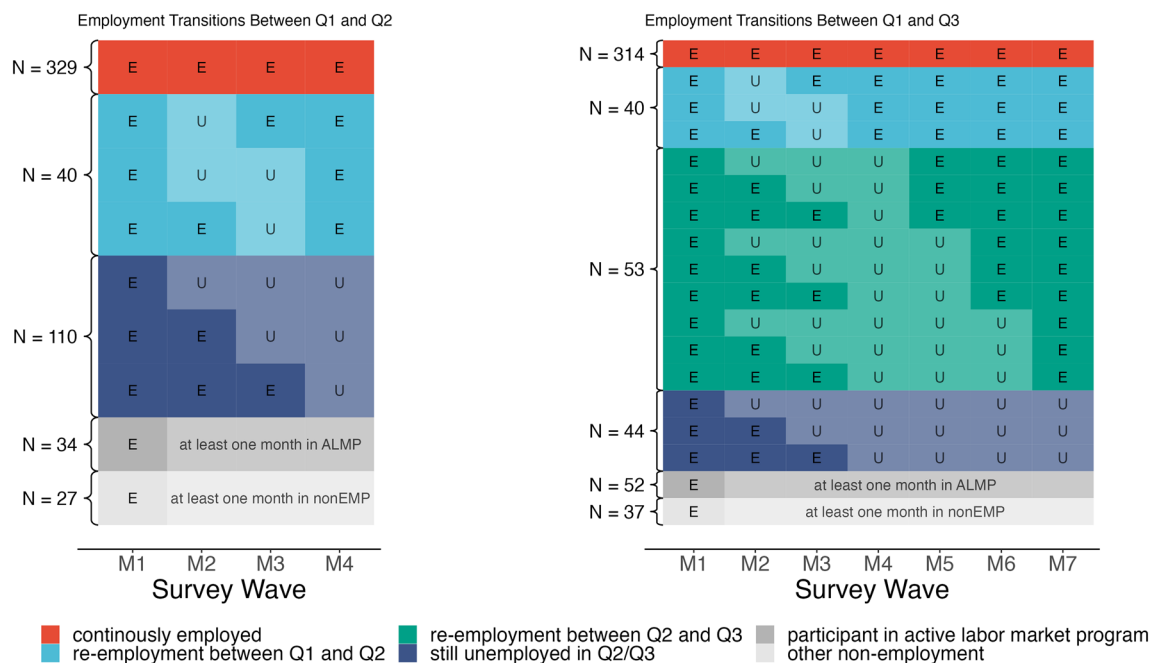 Employment Transitions Between Q1 and Q2
N = 329
E E E E
N = 40
E U E E
E U U E
E E U E
N = 110
E U U U
E E U U
E E E U
N = 34
E at least one month in ALMP
N = 27
E at least one month in nonEMP
M1 M2 M3 M4
Survey Wave
Employment Transitions Between Q1 and Q3
N = 314
E E E E E E E
N = 40
E U E E E E E
E U U E E E E
E E U E E E E
N = 53
E U U U E E E
E E U U E E E
E E E U E E E
E U U U U E E
E E U U U E E
E E E U U E E
E U U U U U E
E E U U U U E
E E E U U U E
N = 44
E U U U U U U
E E U U U U U
E E E U U U U
N = 52
E at least one month in ALMP
N = 37
E at least one month in nonEMP
M1 M2 M3 M4 M5 M6 M7
Survey Wave
continously employed
re-employment between Q1 and Q2
re-employment between Q2 and Q3
still unemployed in Q2/Q3
participant in active labor market program
other non-employment